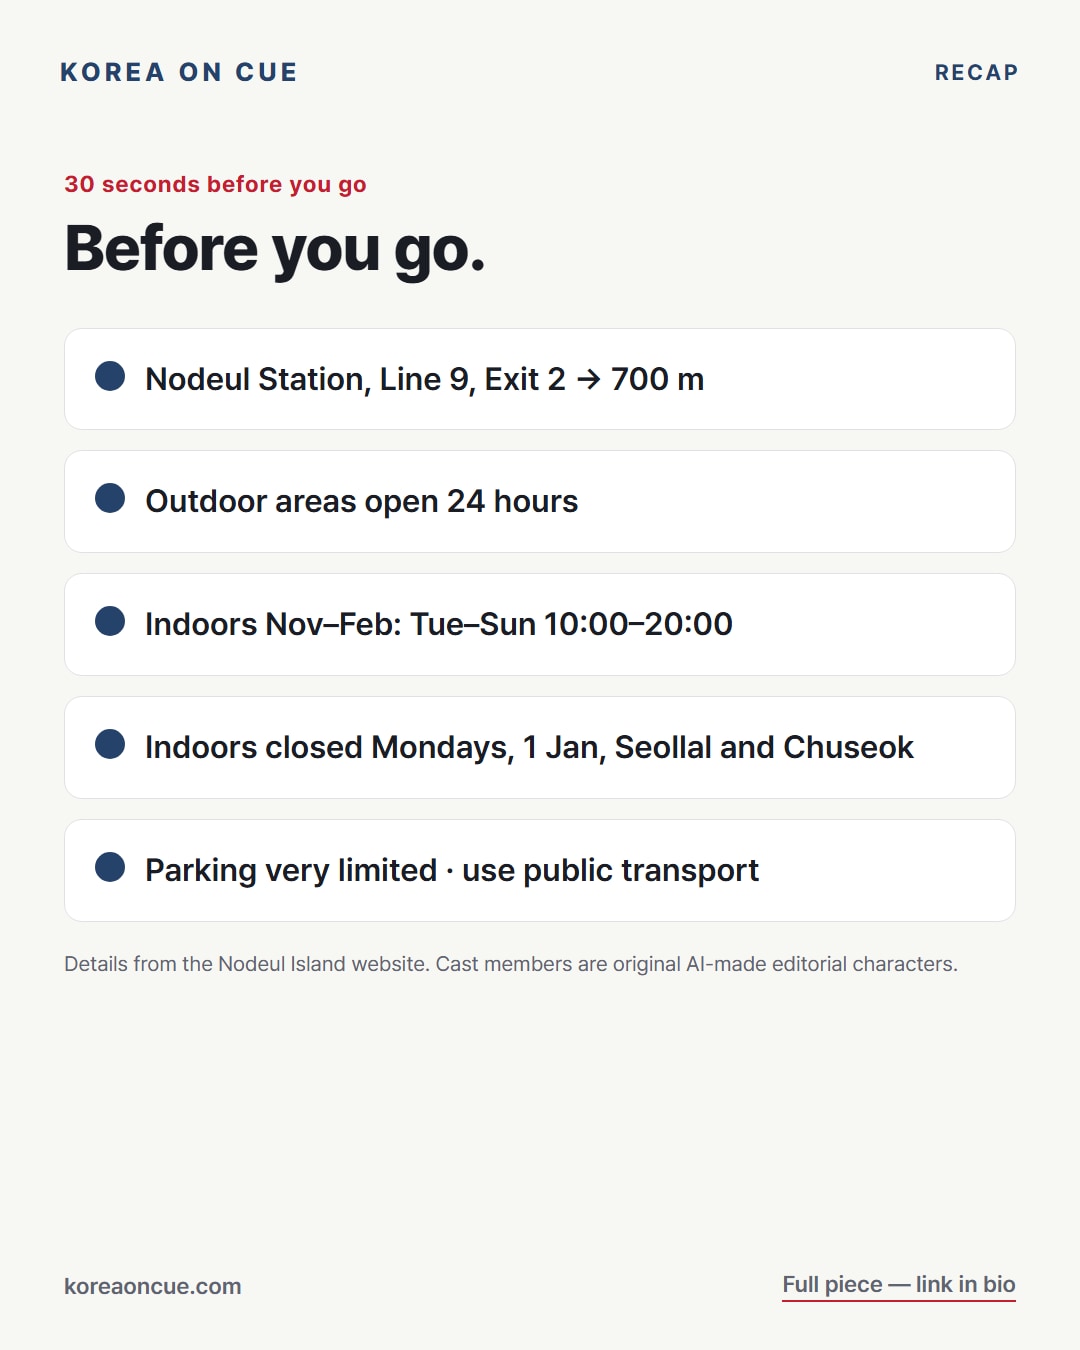 KOREA ON CUE
RECAP
30 seconds before you go
Before you go.
Nodeul Station, Line 9, Exit 2 → 700 m
Outdoor areas open 24 hours
Indoors Nov–Feb: Tue–Sun 10:00–20:00
Indoors closed Mondays, 1 Jan, Seollal and Chuseok
Parking very limited · use public transport
Details from the Nodeul Island website. Cast members are original AI-made editorial characters.
koreaoncue.com
Full piece — link in bio